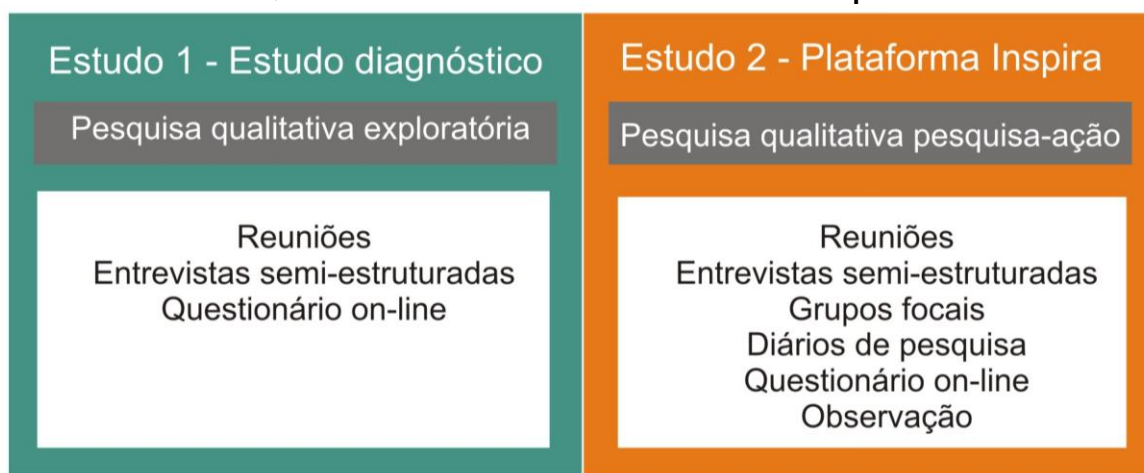 Estudo 1 - Estudo diagnóstico
Pesquisa qualitativa exploratória
Reuniões
Entrevistas semi-estruturadas
Questionário on-line
Estudo 2 - Plataforma Inspira
Pesquisa qualitativa pesquisa-ação
Reuniões
Entrevistas semi-estruturadas
Grupos focais
Diários de pesquisa
Questionário on-line
Observação